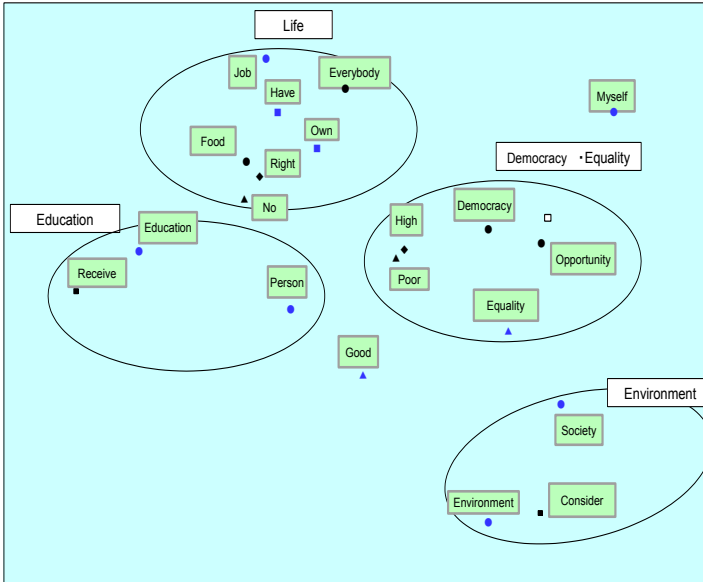 Life
Job
Everybody
Have
Myself
Own
Food
Right
Democracy ・Equality
No
Education
Education
High
Democracy
Opportunity
Receive
Person
Poor
Equality
Good
Environment
Society
Environment
Consider